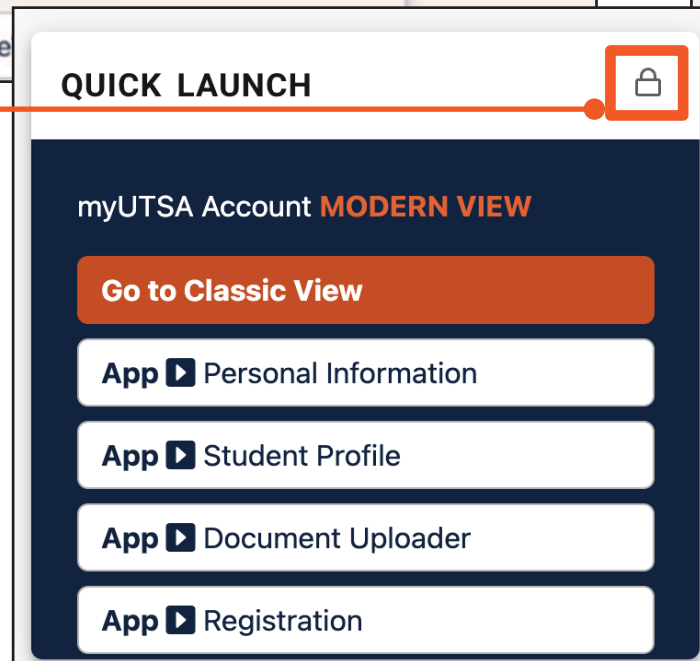 QUICK LAUNCH
myUTSA Account MODERN VIEW
Go to Classic View
App Personal Information
App Student Profile
App Document Uploader
App Registration